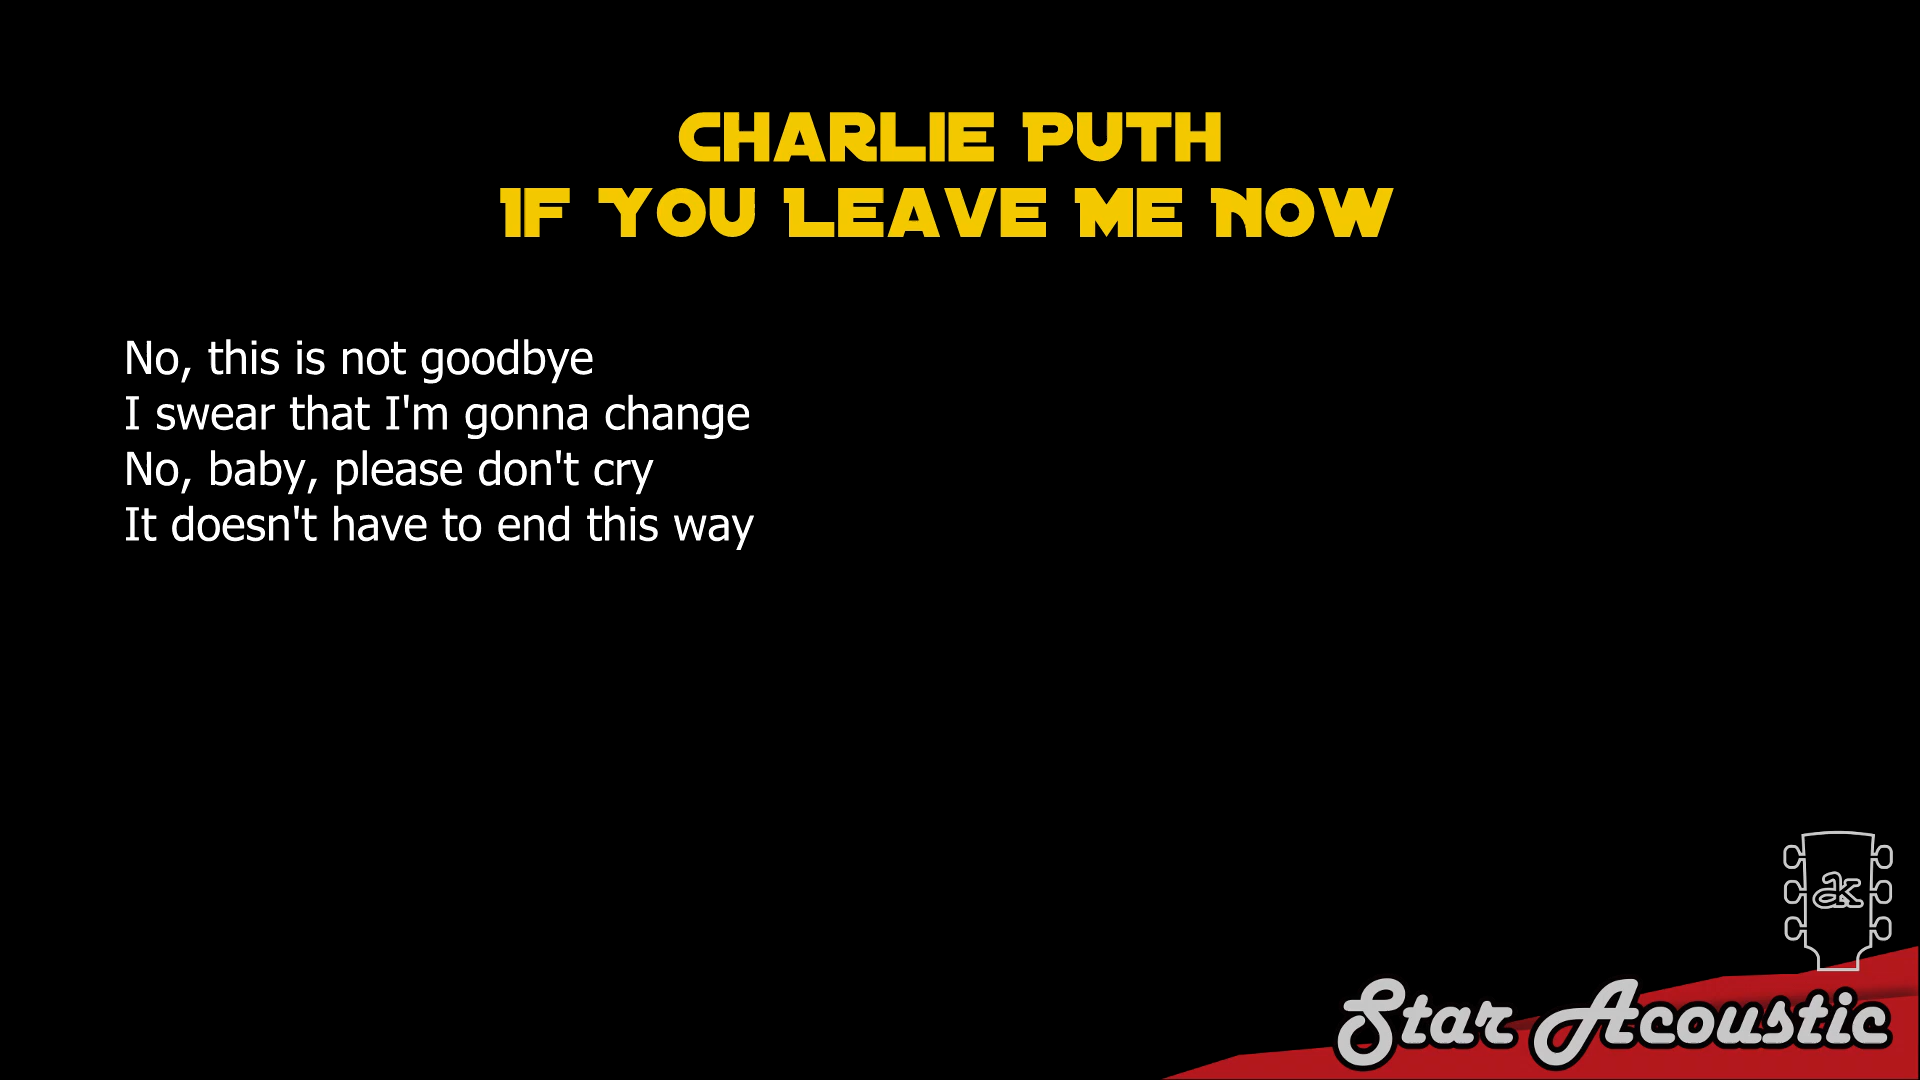 Charlie Puth
If You Leave Me Now
No, this is not goodbye
I swear that I'm gonna change
No, baby, please don't cry
It doesn't have to end this way
ak
Star Acoustic